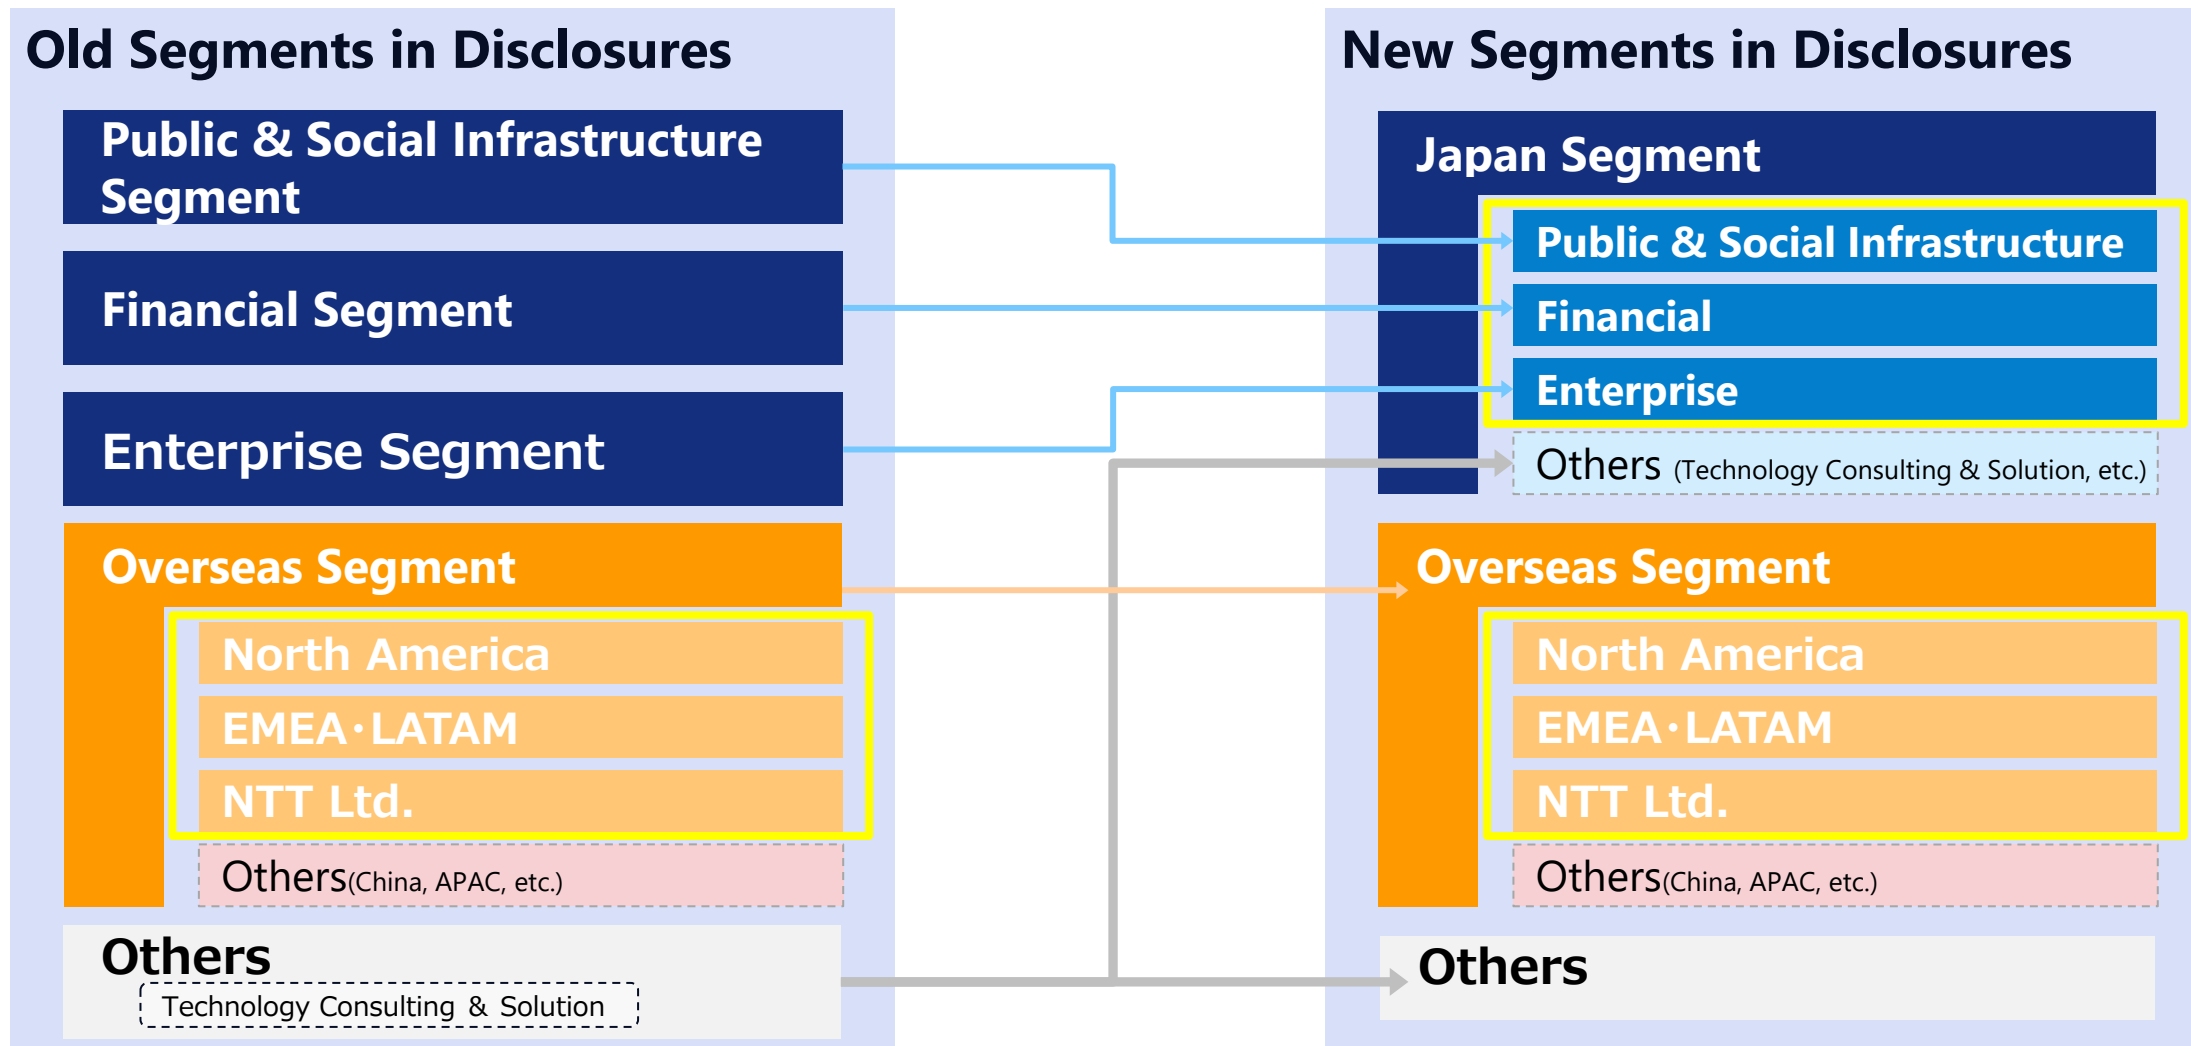 Old Segments in Disclosures
Public & Social Infrastructure
Segment
Financial Segment
Enterprise Segment
Overseas Segment
North America
EMEA･LATAM
NTT Ltd.
Others(China, APAC, etc.)
Others
Technology Consulting & Solution
New Segments in Disclosures
Japan Segment
Public & Social Infrastructure
Financial
Enterprise
Others (Technology Consulting & Solution, etc.)
Overseas Segment
North America
EMEA･LATAM
NTT Ltd.
Others(China, APAC, etc.)
Others